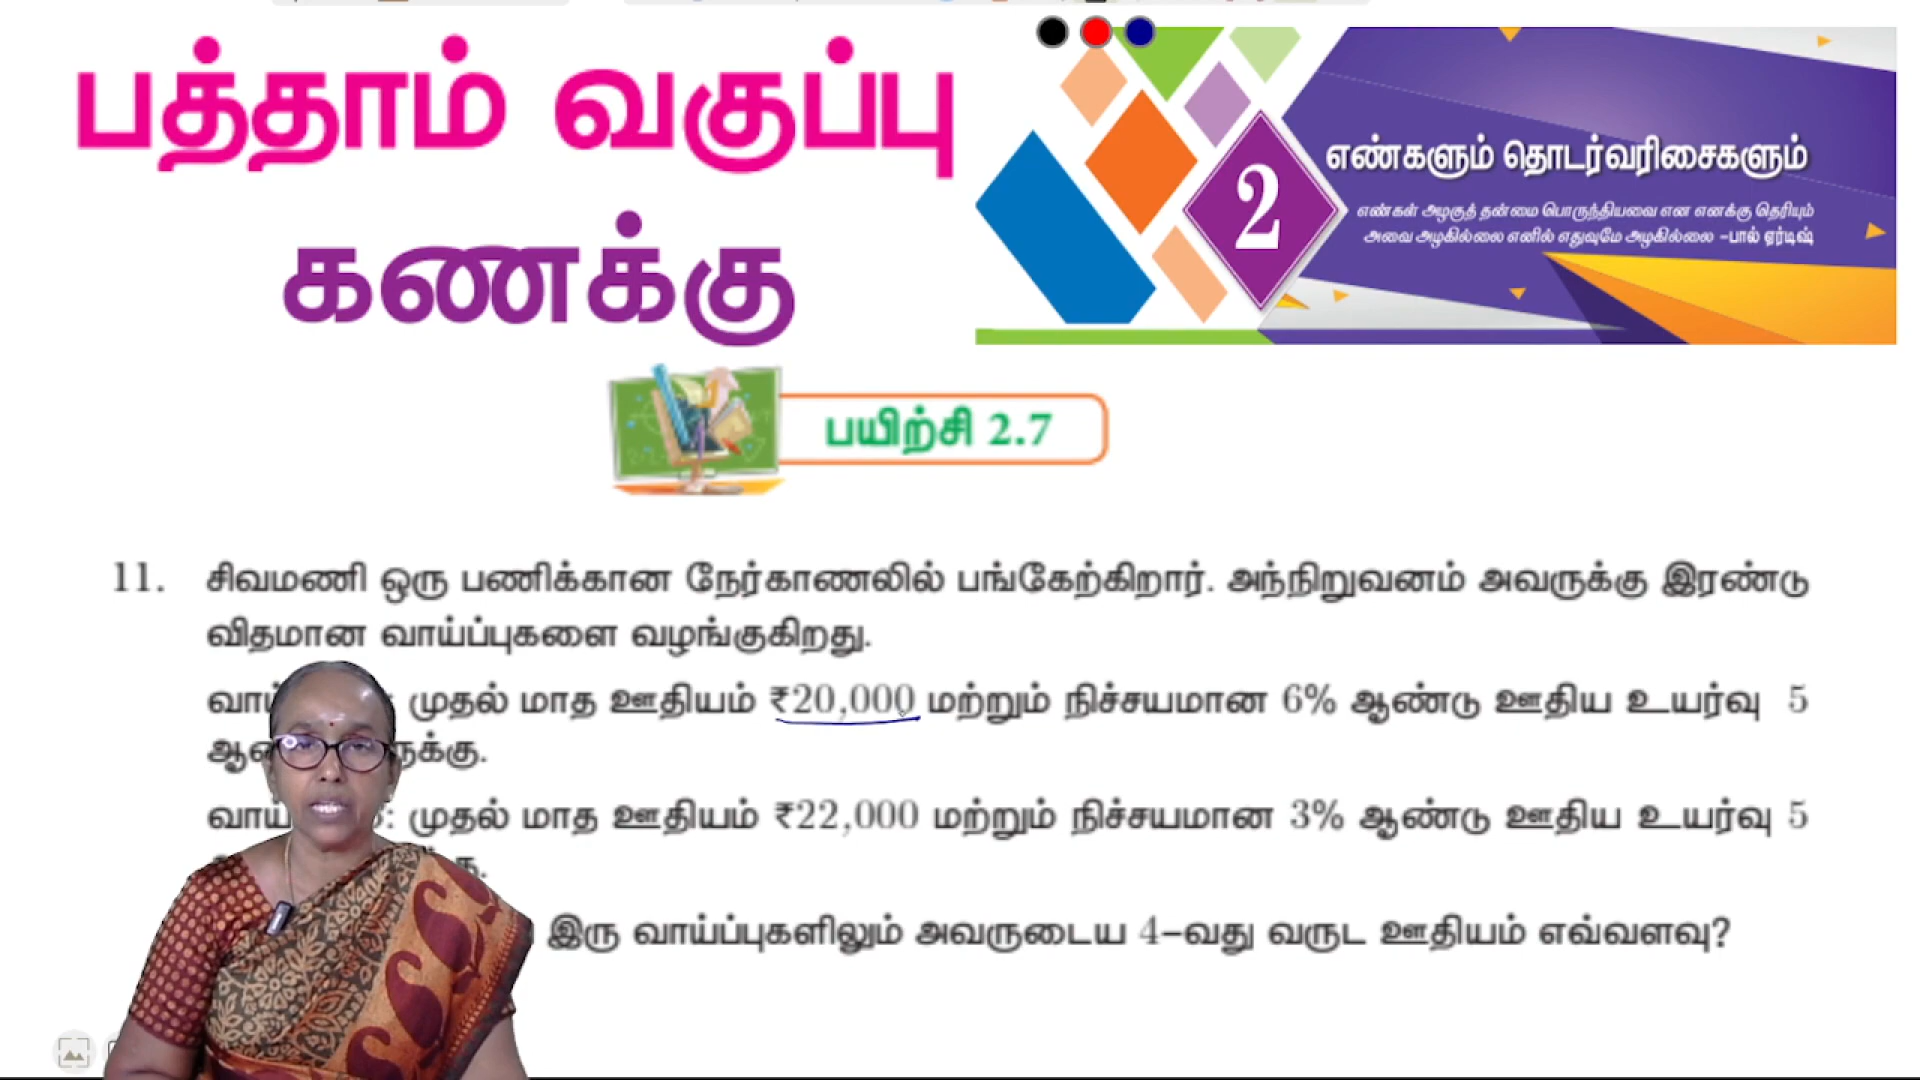 பத்தாம் வகுப்பு
கணக்கு
2
எண்களும் தொடர்வரிசைகளும்
எண்கள் அழகுத் தன்மை பொருந்தியவை என எனக்கு தெரியும்
அவை அழகில்லை எனில் எதுவுமே அழகில்லை -பால் ஏர்டிஷ்
பயிற்சி 2.7
11. சிவமணி ஒரு பணிக்கான நேர்காணலில் பங்கேற்கிறார். அந்நிறுவனம் அவருக்கு இரண்டு
விதமான வாய்ப்புகளை வழங்குகிறது.
முதல் மாத ஊதியம் ₹20,000 மற்றும் நிச்சயமான 6% ஆண்டு ஊதிய உயர்வு 5
முதல் மாத ஊதியம் ₹22,000 மற்றும் நிச்சயமான 3% ஆண்டு ஊதிய உயர்வு 5
இரு வாய்ப்புகளிலும் அவருடைய 4-வது வருட ஊதியம் எவ்வளவு?